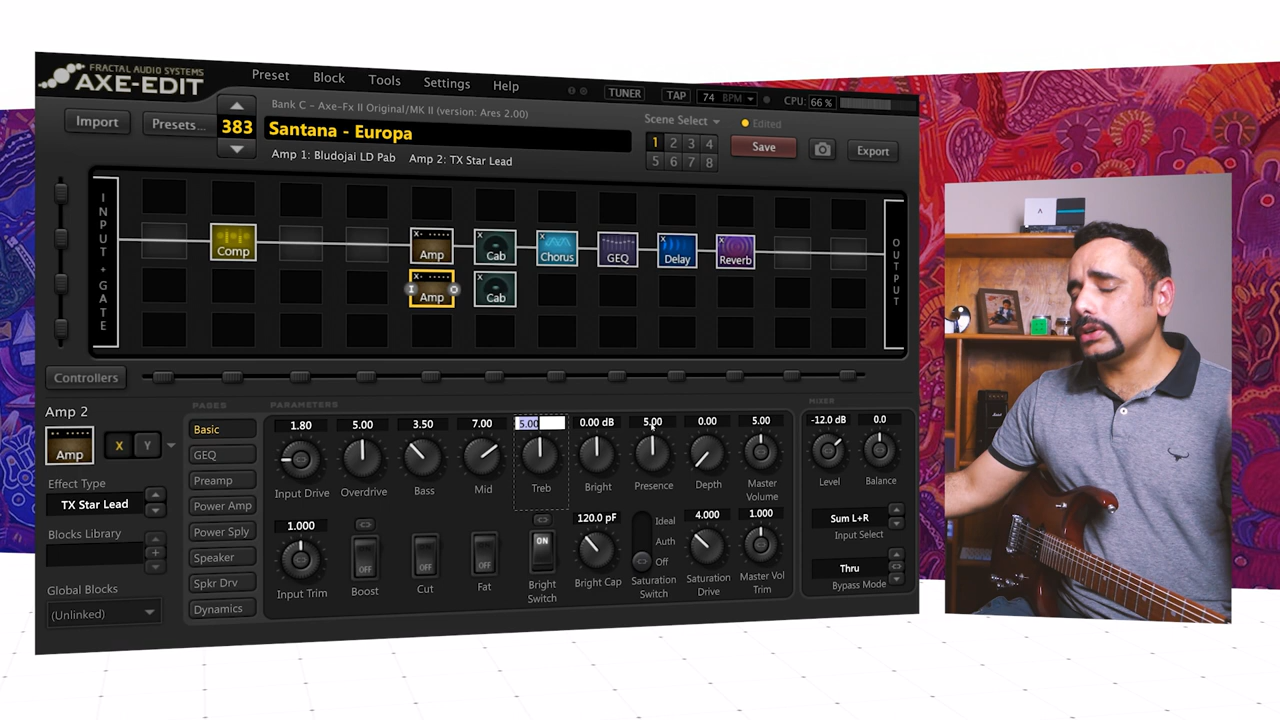 FRACTAL AUDIO SYSTEMS
AXE-EDIT
Preset Block Tools Settings Help
TUNER TAP 74 BPM CPU: 66 %
Import Presets... 383
Bank C - Axe-Fx II Original/MK II (version: Ares 2.00)
Santana - Europa
Amp 1: Bludojai LD Pab Amp 2: TX Star Lead
Scene Select Edited
1 2 3 4
5 6 7 8
Save Export
INPUT + GATE
Comp X Amp X Cab X Chorus X GEQ X Delay X Reverb
X Amp X Cab
I O
OUTPUT
Controllers
Amp 2
Amp X Y
Effect Type
TX Star Lead
Blocks Library
Global Blocks
(Unlinked)
PAGES
Basic
GEQ
Preamp
Power Amp
Power Sply
Speaker
Spkr Drv
Dynamics
PARAMETERS
1.80 5.00 3.50 7.00 5.00 0.00 dB 5.00 0.00 5.00
Input Drive Overdrive Bass Mid Treb Bright Presence Depth Master Volume
1.000 120.0 pF Ideal 4.000 1.000
Auto
OFF OFF OFF ON Off
Input Trim Boost Cut Fat Bright Switch Bright Cap Saturation Switch Saturation Drive Master Vol Trim
MIXER
-12.0 dB 0.0
Level Balance
Sum L+R
Input Select
Thru
Bypass Mode